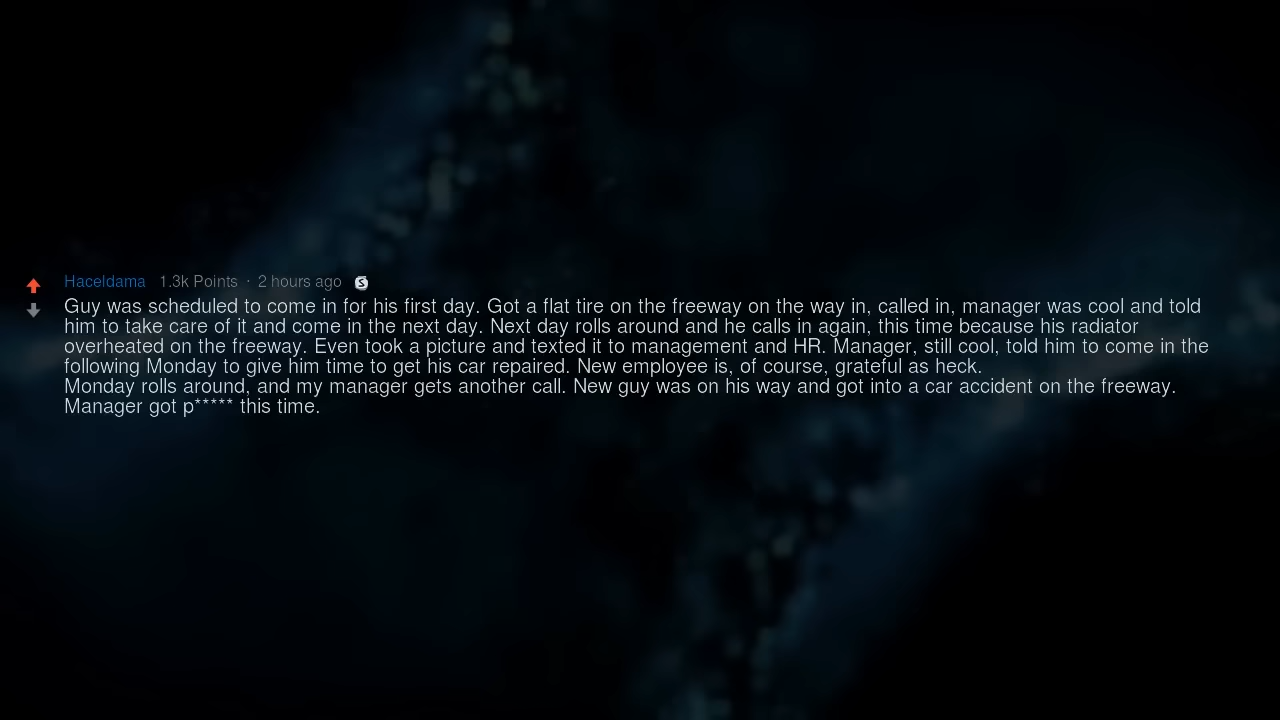 Haceldama 1.3k Points · 2 hours ago
Guy was scheduled to come in for his first day. Got a flat tire on the freeway on the way in, called in, manager was cool and told
him to take care of it and come in the next day. Next day rolls around and he calls in again, this time because his radiator
overheated on the freeway. Even took a picture and texted it to management and HR. Manager, still cool, told him to come in the
following Monday to give him time to get his car repaired. New employee is, of course, grateful as heck.
Monday rolls around, and my manager gets another call. New guy was on his way and got into a car accident on the freeway.
Manager got p***** this time.